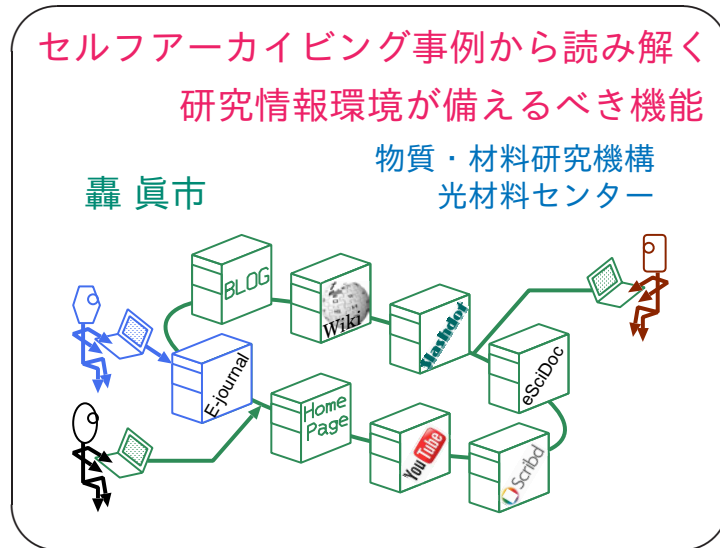 セルフアーカイビング事例から読み解く
研究情報環境が備えるべき機能
物質・材料研究機構
光材料センター
轟 眞市
BLOG
Wiki
Slashdot
eSciDoc
E-journal
Home
Page
YouTube
Scribd